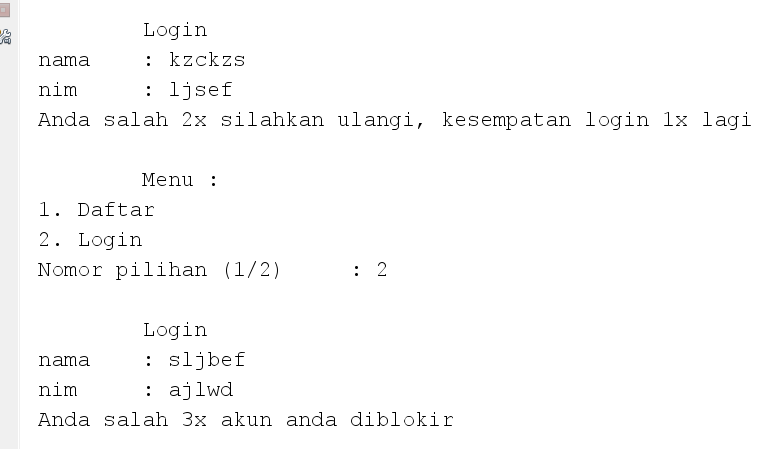 Login
nama : kzckzs
nim : ljsef
Anda salah 2x silahkan ulangi, kesempatan login 1x lagi
Menu :
1. Daftar
2. Login
Nomor pilihan (1/2) : 2
Login
nama : sljbef
nim : ajlwd
Anda salah 3x akun anda diblokir